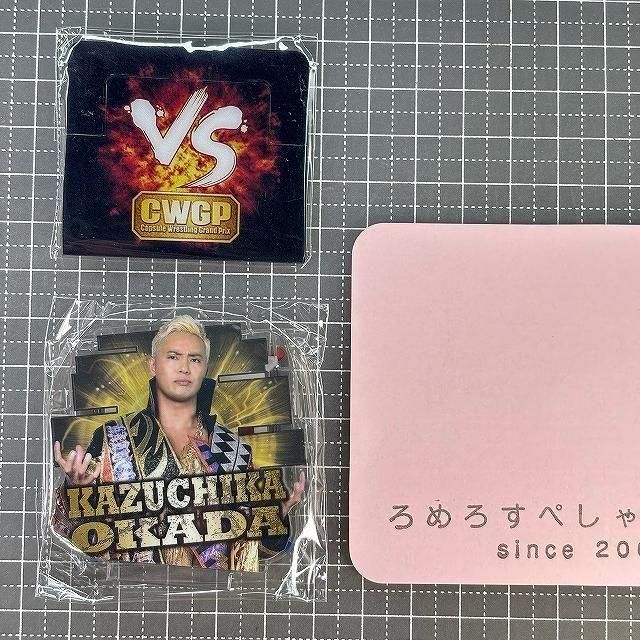 VS
CWGP
Capsule Wrestling Grand Prix
KAZUCHIKA
OKADA
ろめろすぺしゃ
since 200